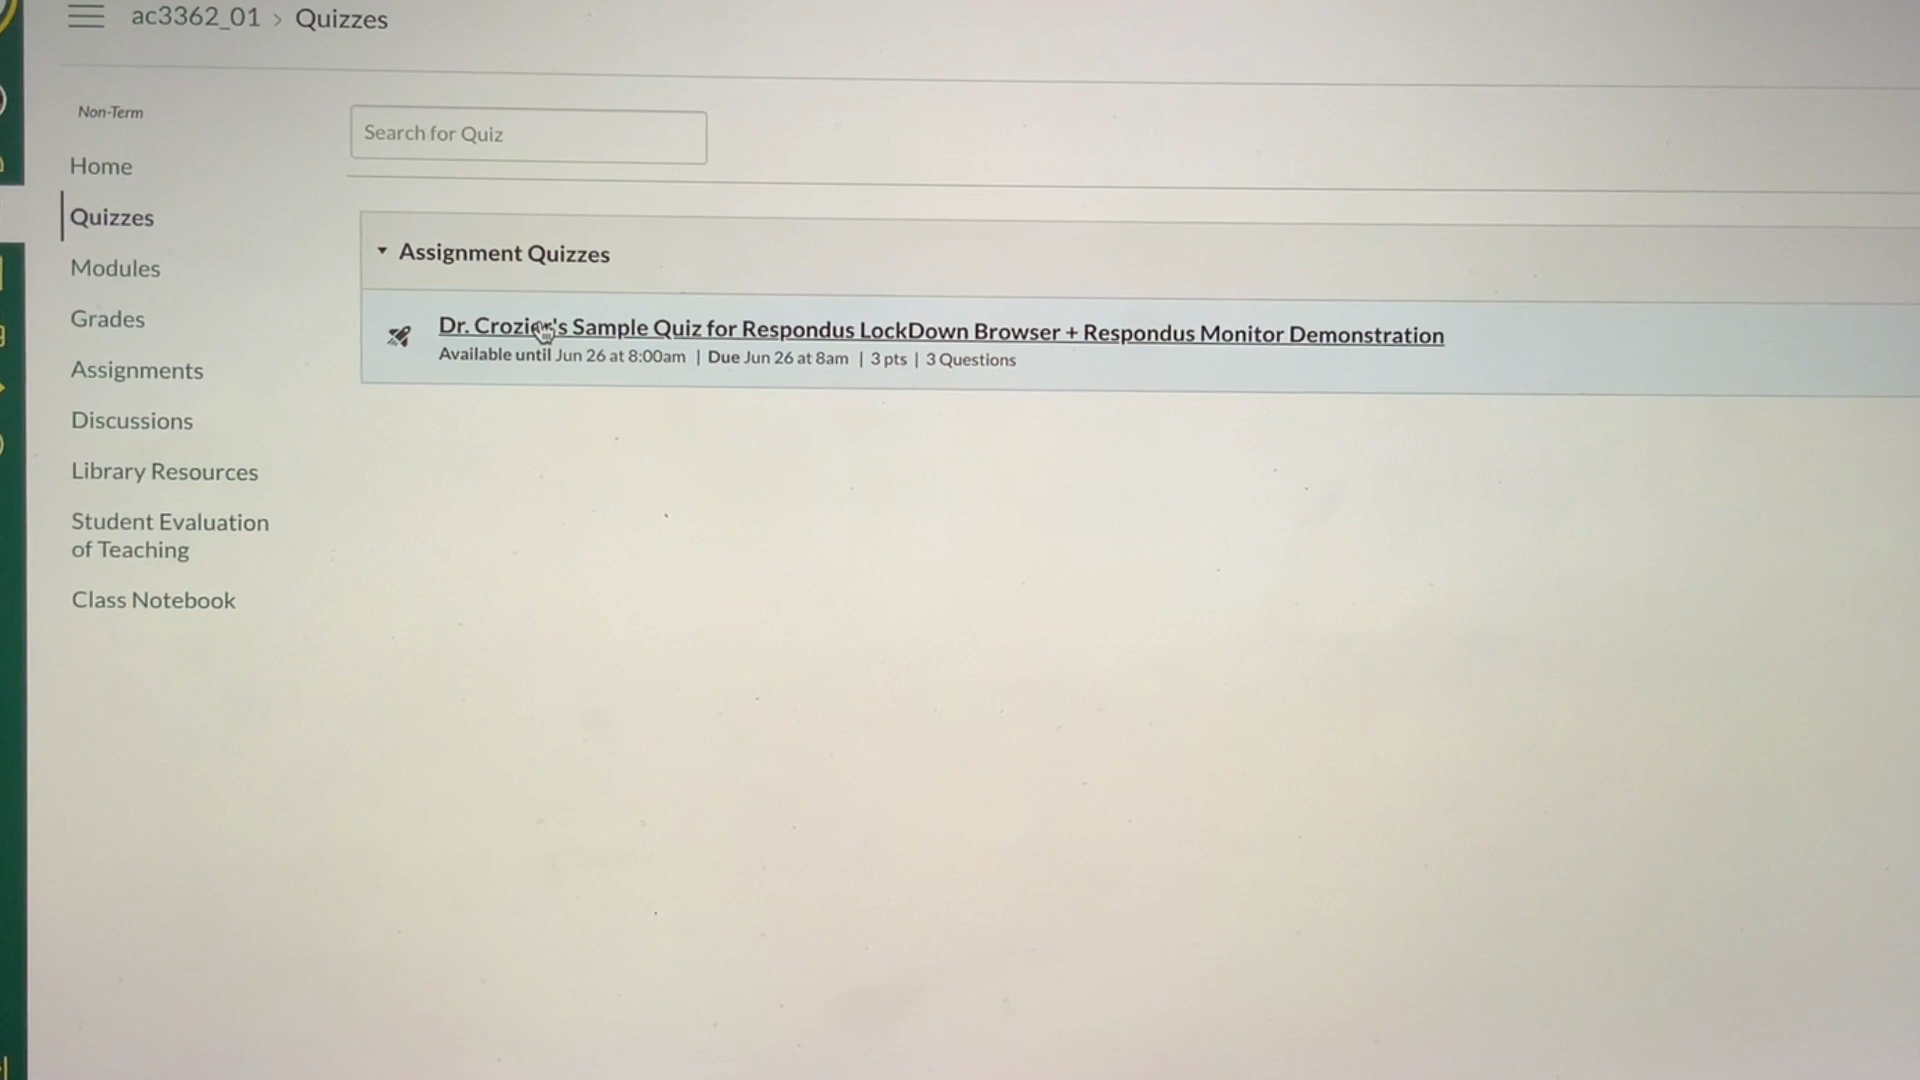 ac3362_01 > Quizzes
Non-Term
Search for Quiz
Home
Quizzes
Modules
Grades
Assignments
Discussions
Library Resources
Student Evaluation
of Teaching
Class Notebook
Assignment Quizzes
Dr. Crozier's Sample Quiz for Respondus LockDown Browser + Respondus Monitor Demonstration
Available until Jun 26 at 8:00am | Due Jun 26 at 8am | 3 pts | 3 Questions